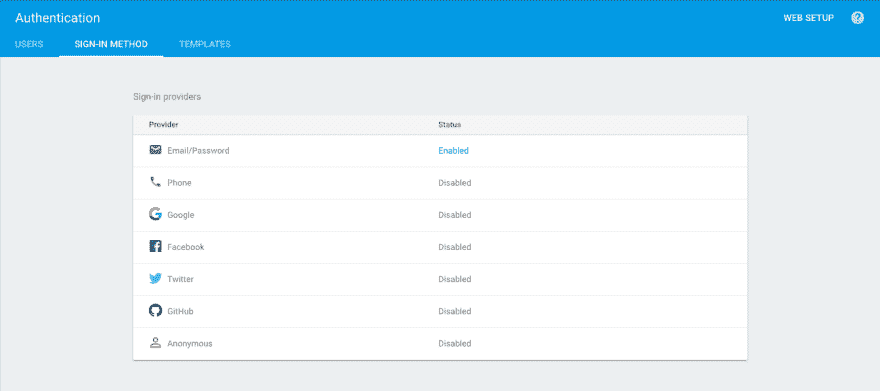 Authentication
WEB SETUP
?
USERS
SIGN-IN METHOD
TEMPLATES
Sign-in providers
Provider Status
Email/Password Enabled
Phone Disabled
Google Disabled
Facebook Disabled
Twitter Disabled
GitHub Disabled
Anonymous Disabled